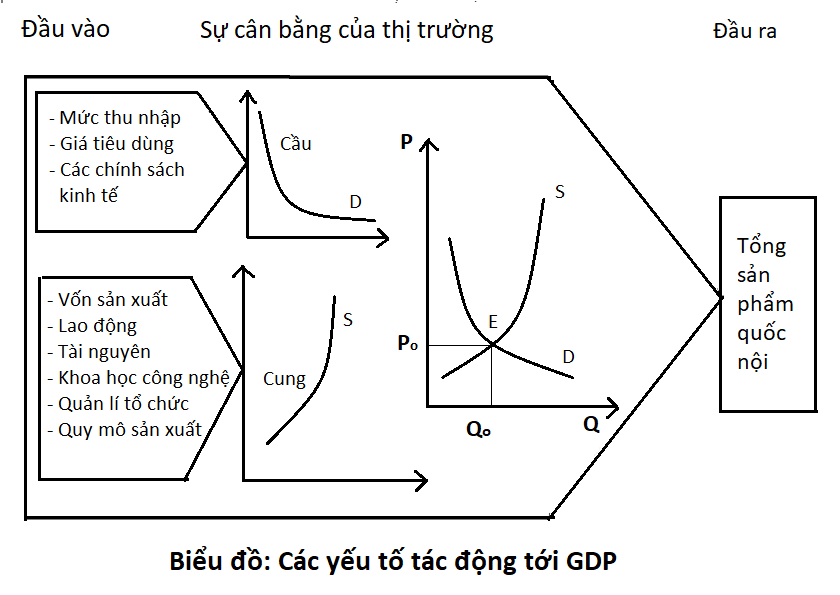 Đầu vào
Sự cân bằng của thị trường
Đầu ra
- Mức thu nhập
- Giá tiêu dùng
- Các chính sách
kinh tế
Cầu
D
- Vốn sản xuất
- Lao động
- Tài nguyên
- Khoa học công nghệ
- Quản lí tổ chức
- Quy mô sản xuất
S
Cung
P
S
E
Po
D
Qo
Q
Tổng
sản
phẩm
quốc
nội
Biểu đồ: Các yếu tố tác động tới GDP